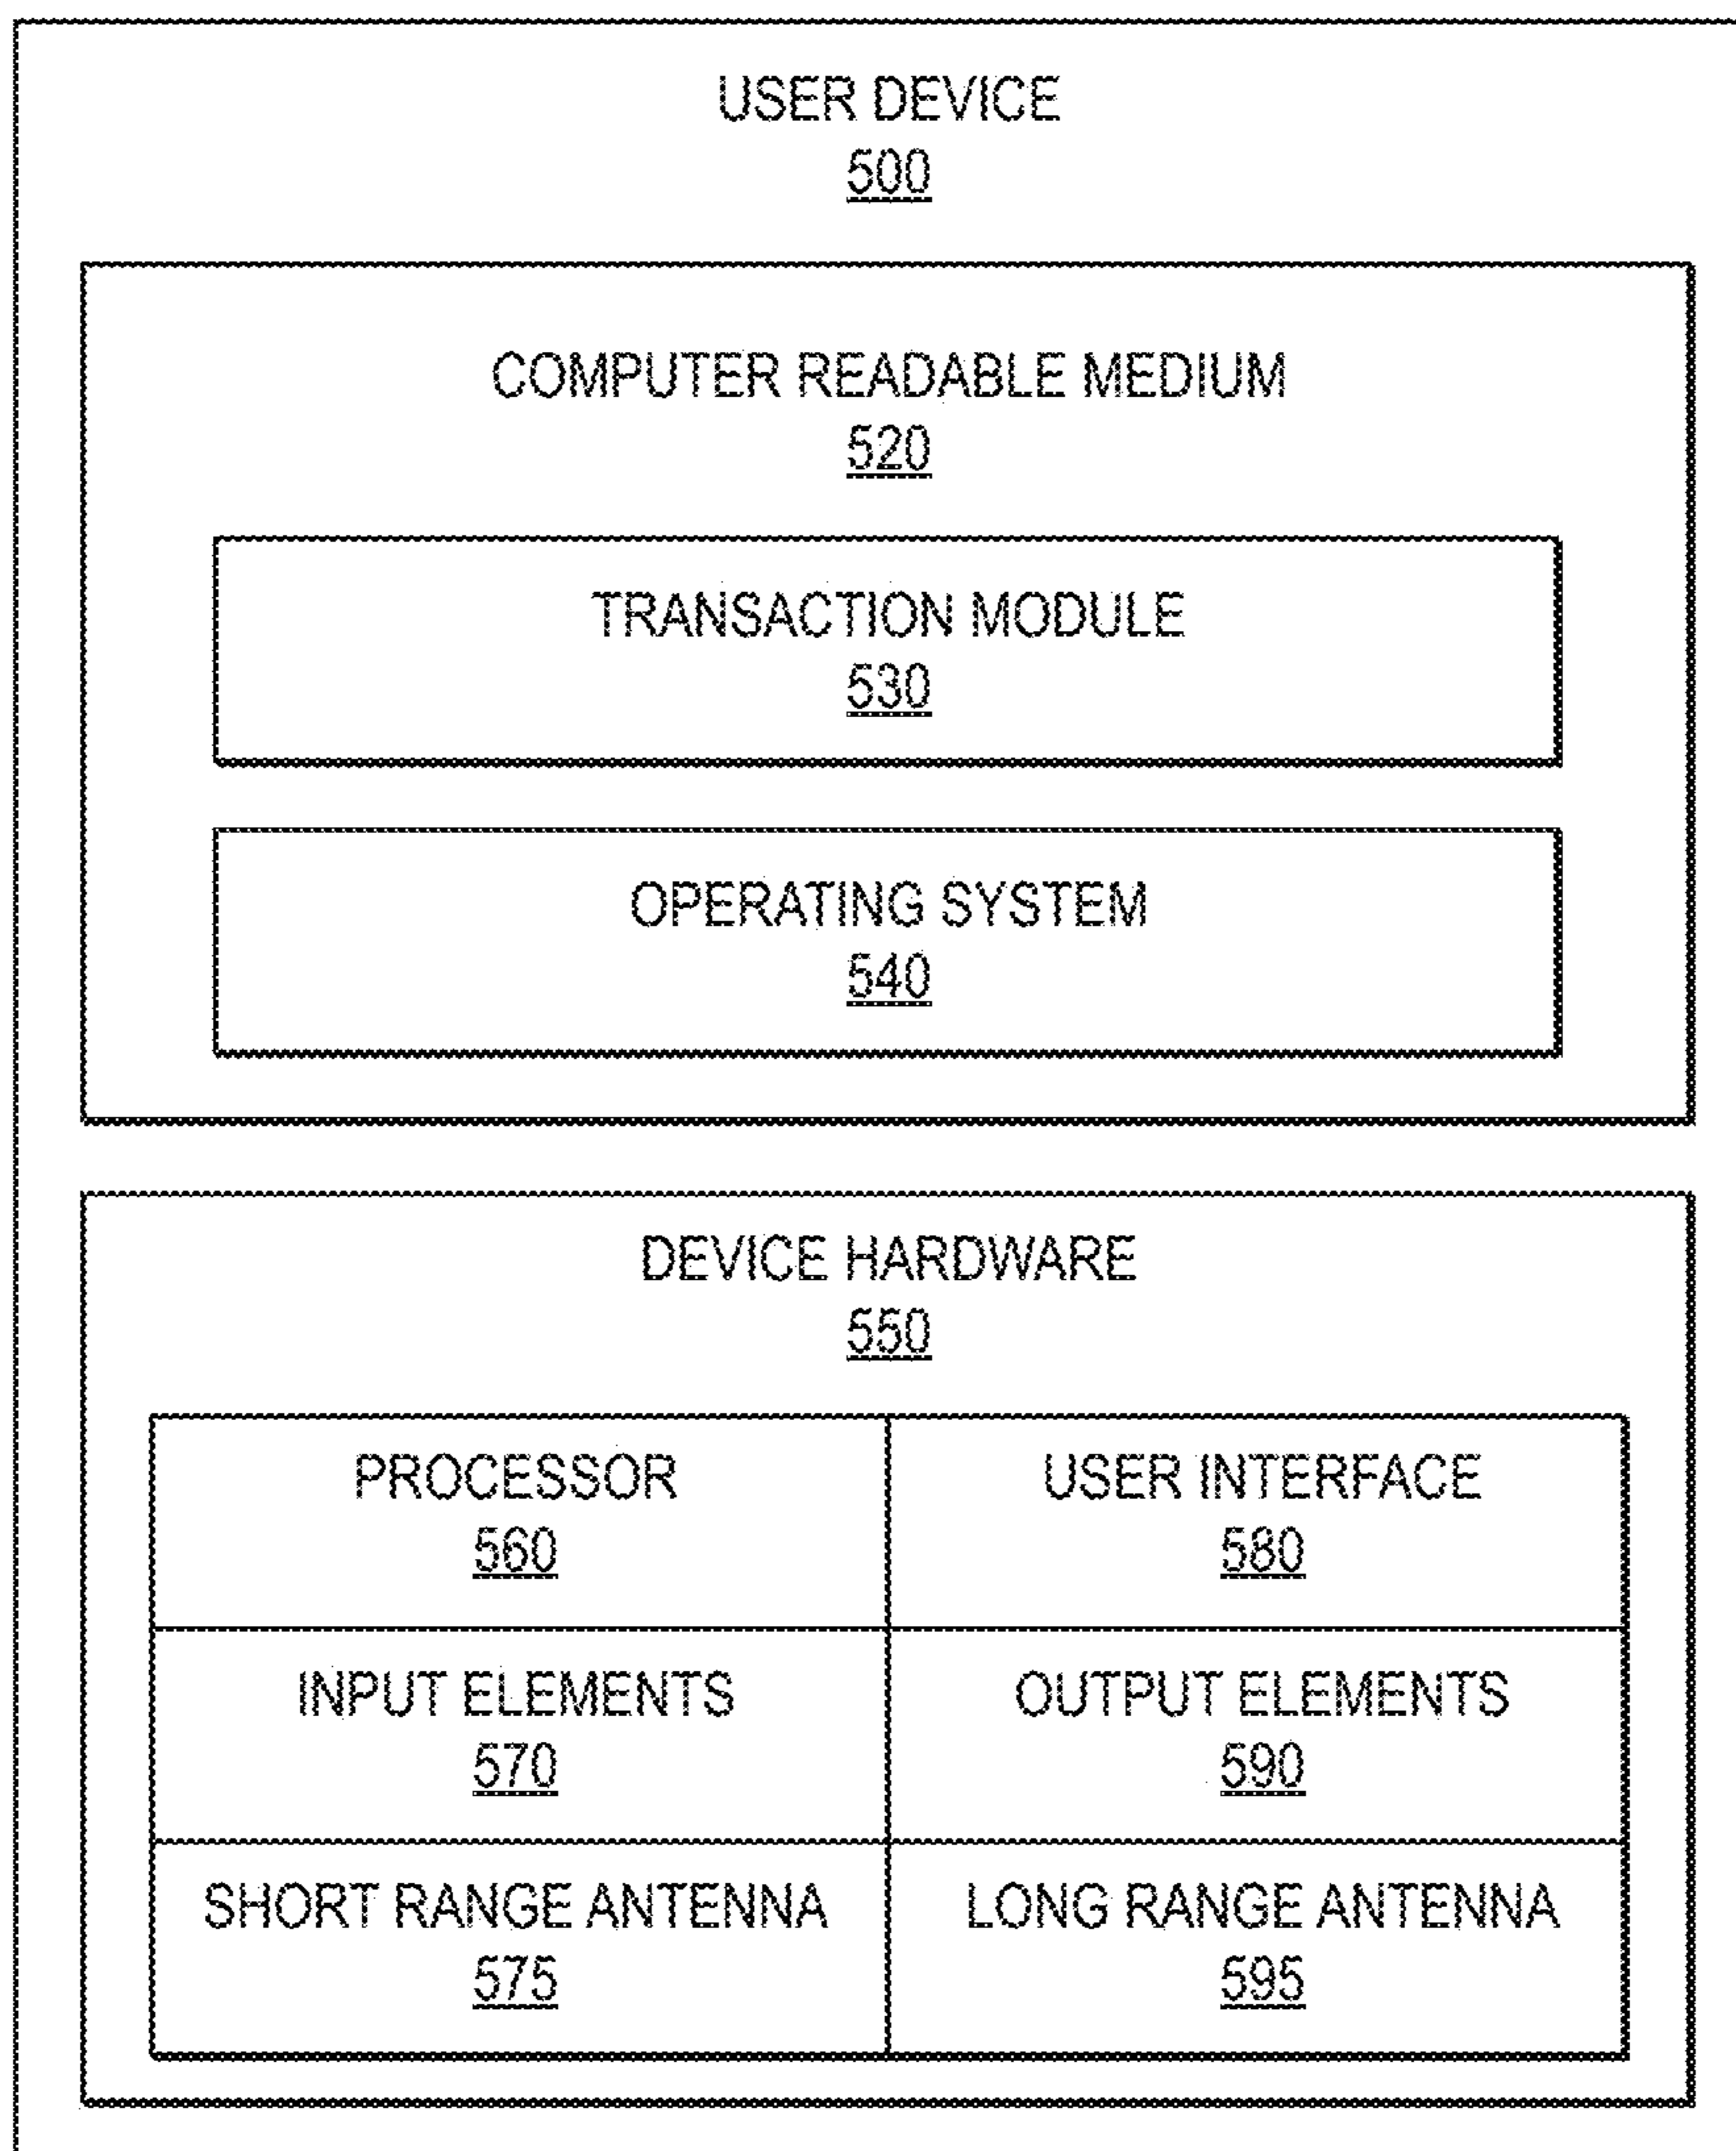 USER DEVICE
500
COMPUTER READABLE MEDIUM
520
TRANSACTION MODULE
530
OPERATING SYSTEM
540
DEVICE HARDWARE
550
PROCESSOR
560
USER INTERFACE
580
INPUT ELEMENTS
570
OUTPUT ELEMENTS
590
SHORT RANGE ANTENNA
575
LONG RANGE ANTENNA
595